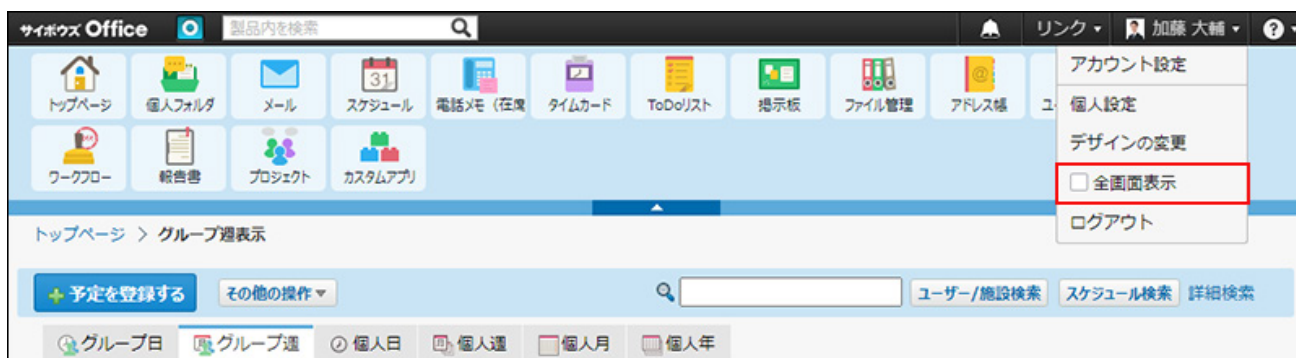 サイボウズ Office 製品内を検索 リンク 加藤 大輔
トップページ 個人フォルダ メール スケジュール 電話メモ (在席 タイムカード ToDoリスト 掲示板 ファイル管理 アドレス帳 ユ
31
ワークフロー 報告書 プロジェクト カスタムアプリ
アカウント設定
個人設定
デザインの変更
全画面表示
ログアウト
トップページ > グループ週表示
予定を登録する その他の操作 ユーザー/施設検索 スケジュール検索 詳細検索
グループ日 グループ週 個人日 個人週 個人月 個人年